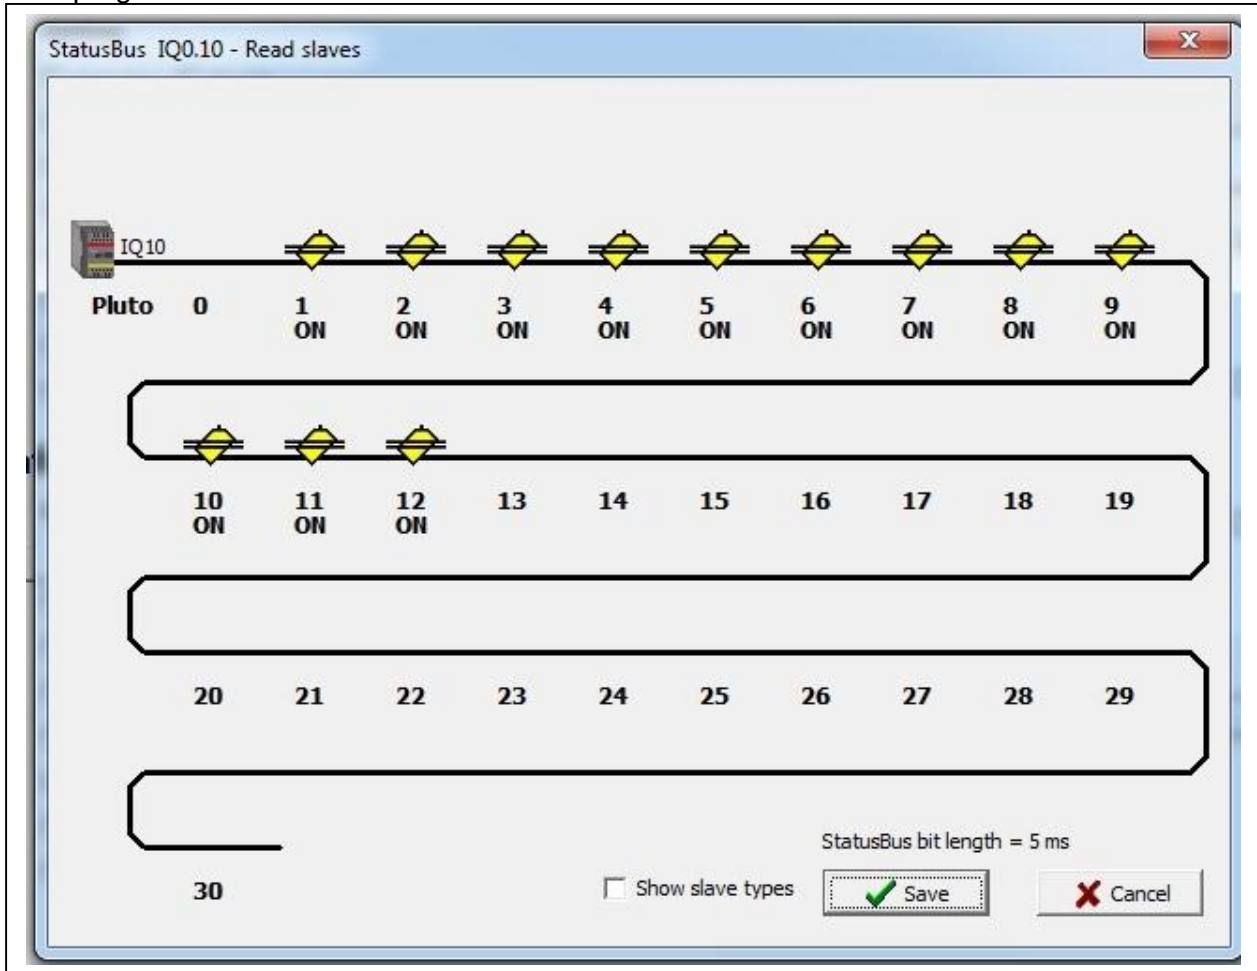 StatusBus IQ0.10 - Read slaves
IQ10
Pluto 0 1 2 3 4 5 6 7 8 9
ON ON ON ON ON ON ON ON ON
10 11 12 13 14 15 16 17 18 19
ON ON ON
20 21 22 23 24 25 26 27 28 29
StatusBus bit length = 5 ms
30
Show slave types Save Cancel